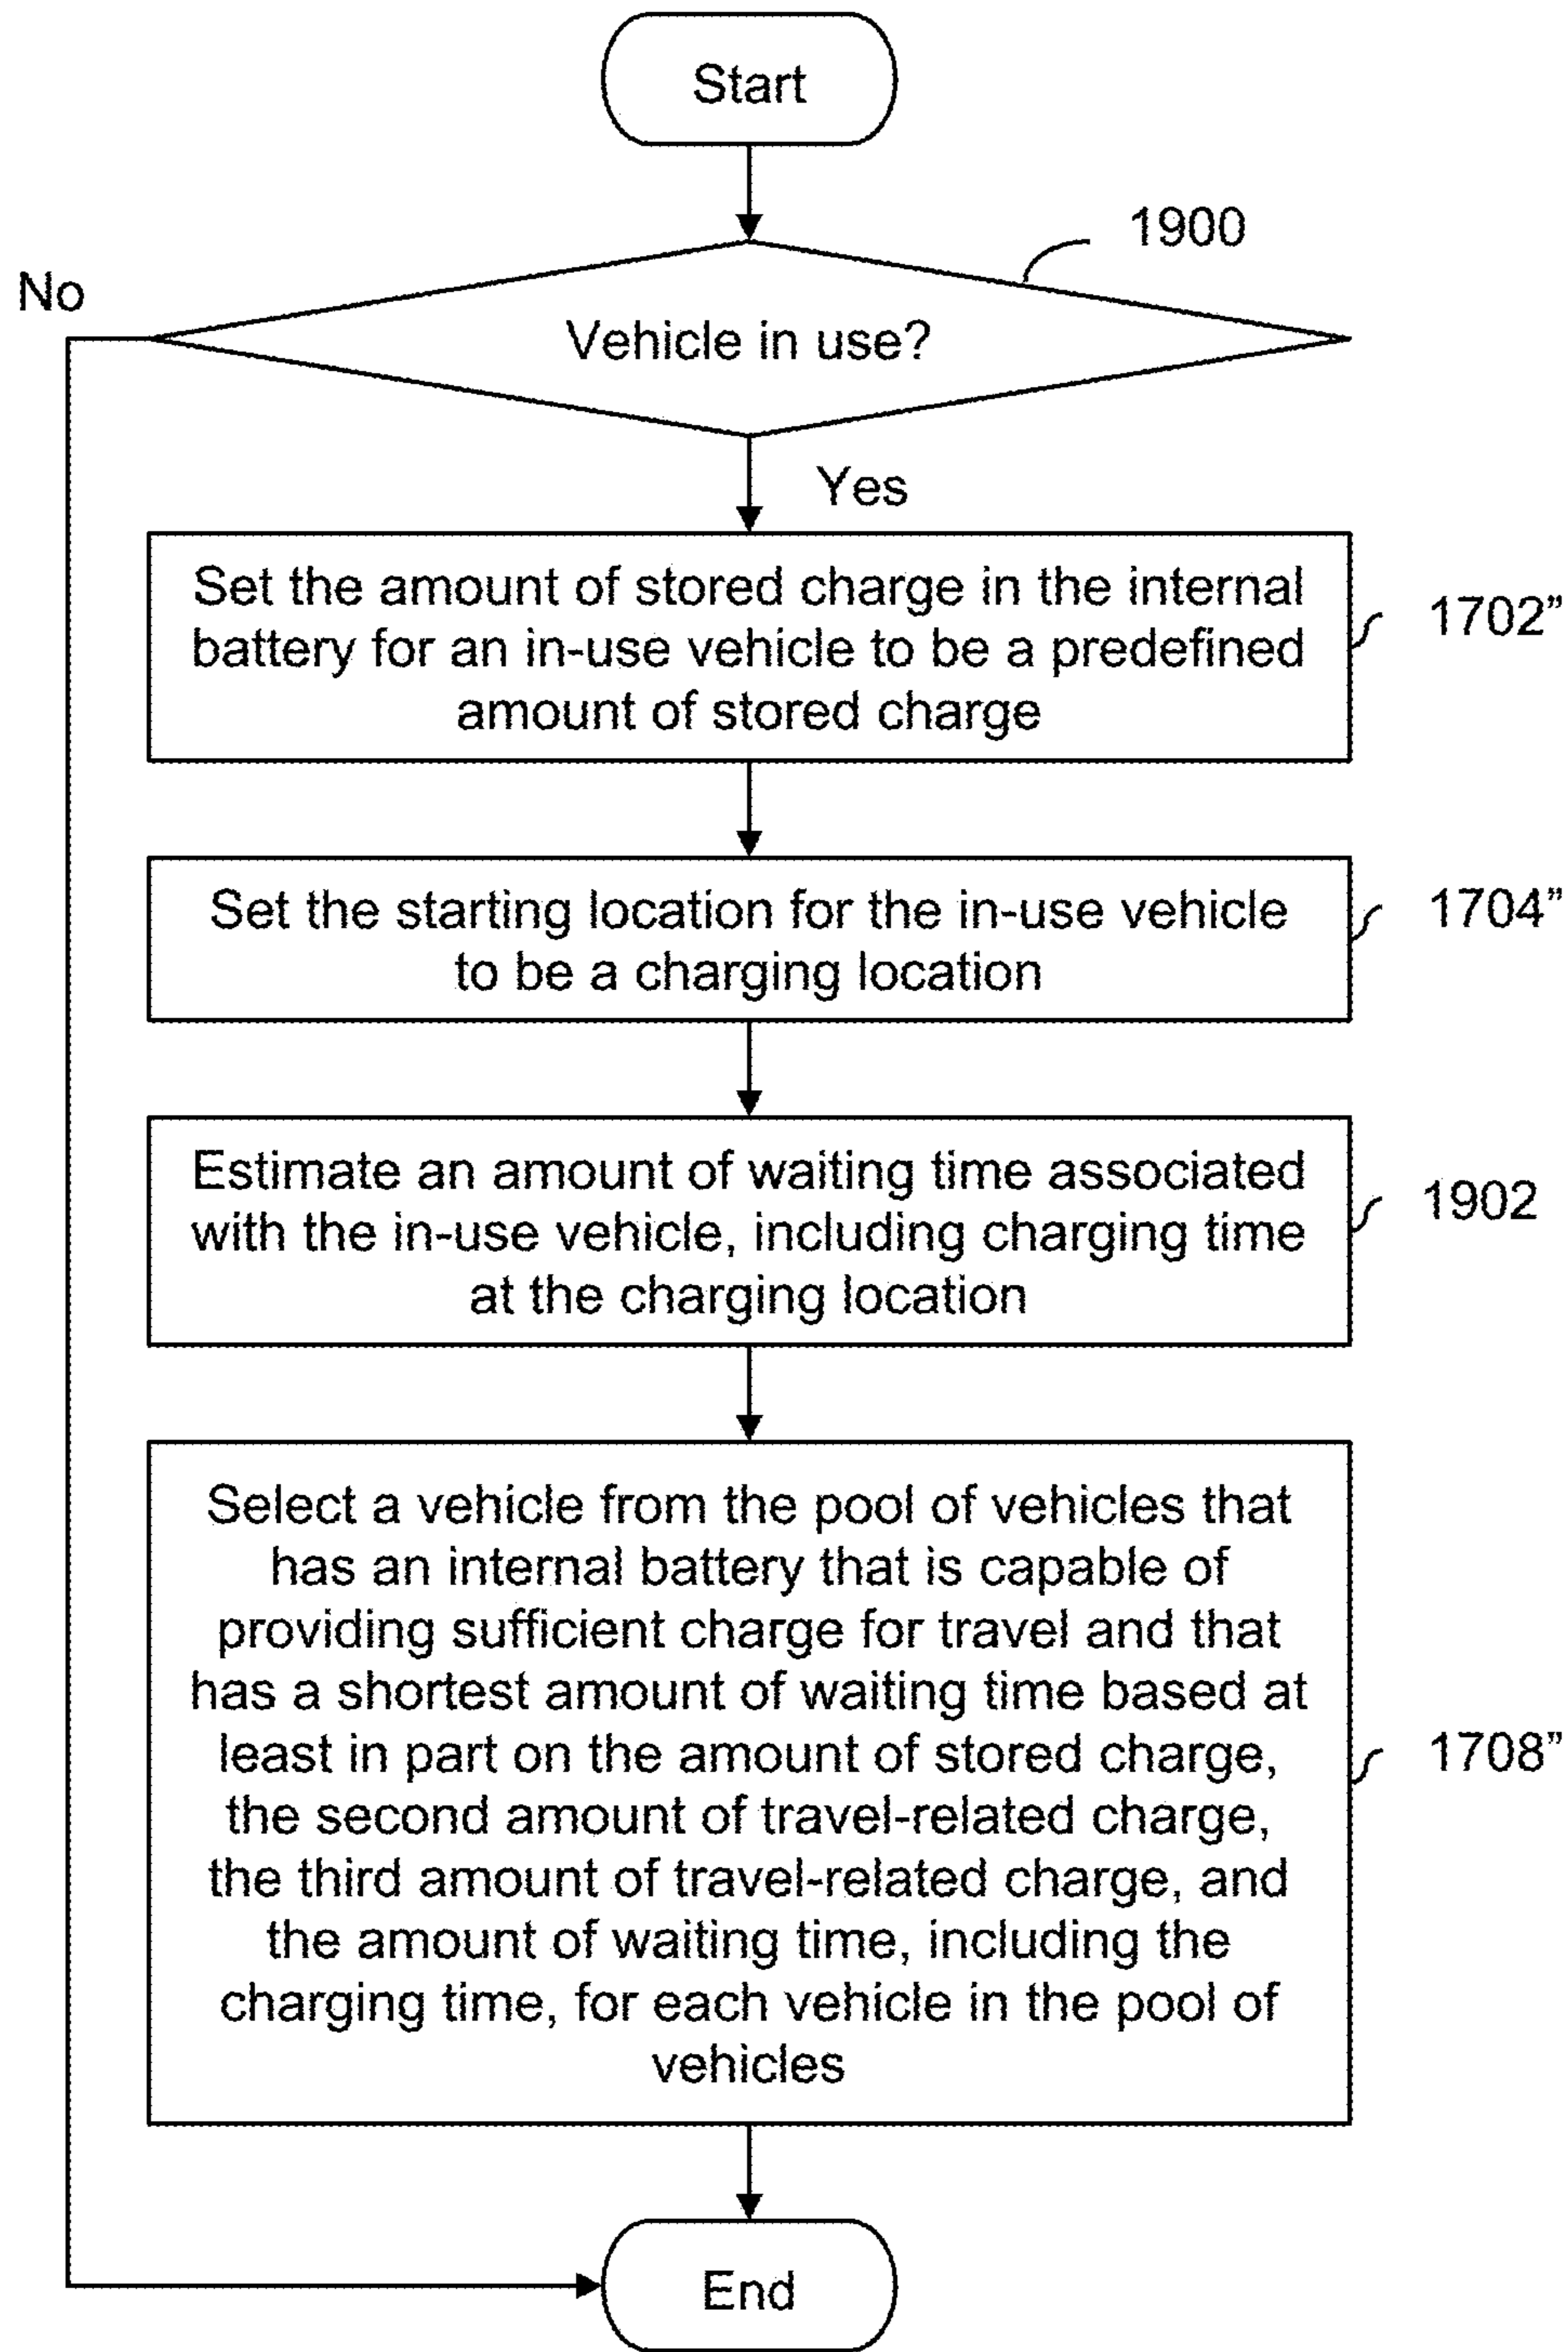 Start
1900
No
Vehicle in use?
Yes
Set the amount of stored charge in the internal
battery for an in-use vehicle to be a predefined
amount of stored charge
1702”
Set the starting location for the in-use vehicle
to be a charging location
1704”
Estimate an amount of waiting time associated
with the in-use vehicle, including charging time
at the charging location
1902
Select a vehicle from the pool of vehicles that
has an internal battery that is capable of
providing sufficient charge for travel and that
has a shortest amount of waiting time based at
least in part on the amount of stored charge,
the second amount of travel-related charge,
the third amount of travel-related charge, and
the amount of waiting time, including the
charging time, for each vehicle in the pool of
vehicles
1708”
End